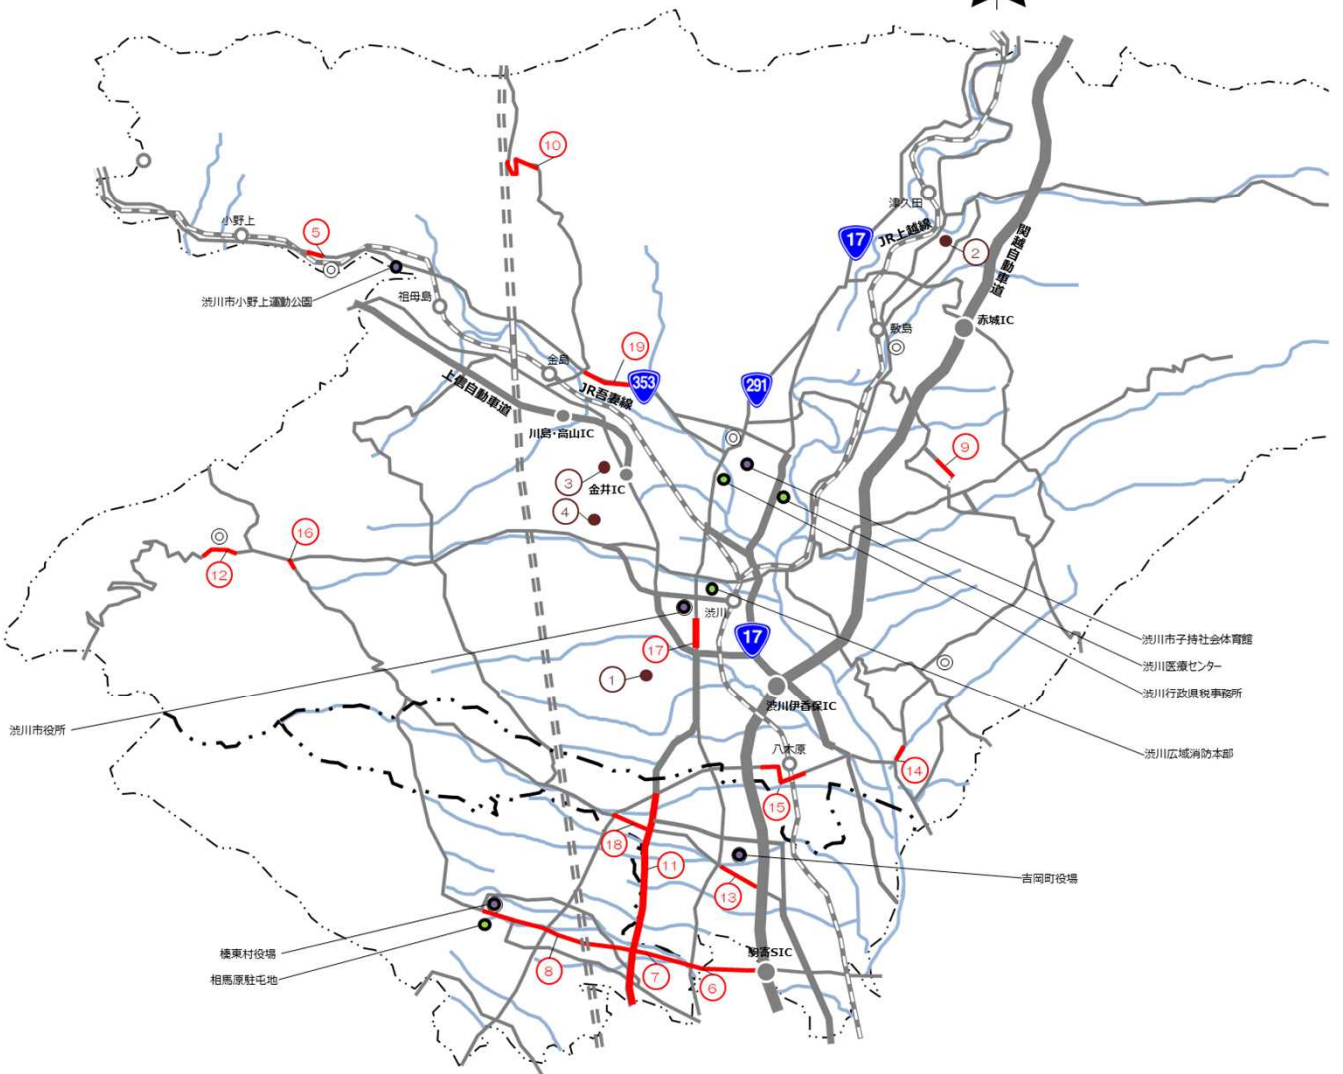 10
津久田
小野上
5
17
JR上越線
2
関越自動車道
渋川市小野上運動公園
祖母島
敷島
赤城IC
金島
19
353
291
JR吾妻線
上信自動車道
川島・高山IC
9
3
金井IC
4
16
12
渋川
渋川市子持社会体育館
17
17
渋川医療センター
1
渋川行政県税事務所
渋川伊香保IC
渋川市役所
八木原
渋川広域消防本部
14
15
18
11
13
吉岡町役場
榛東村役場
駒寄SIC
相馬原駐屯地
8
7
6